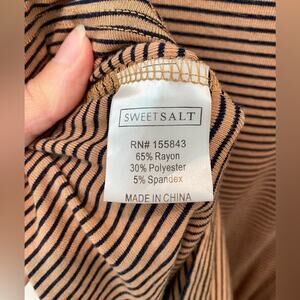 SWEETSALT
RN# 155843
65% Rayon
30% Polyester
5% Spandex
MADE IN CHINA